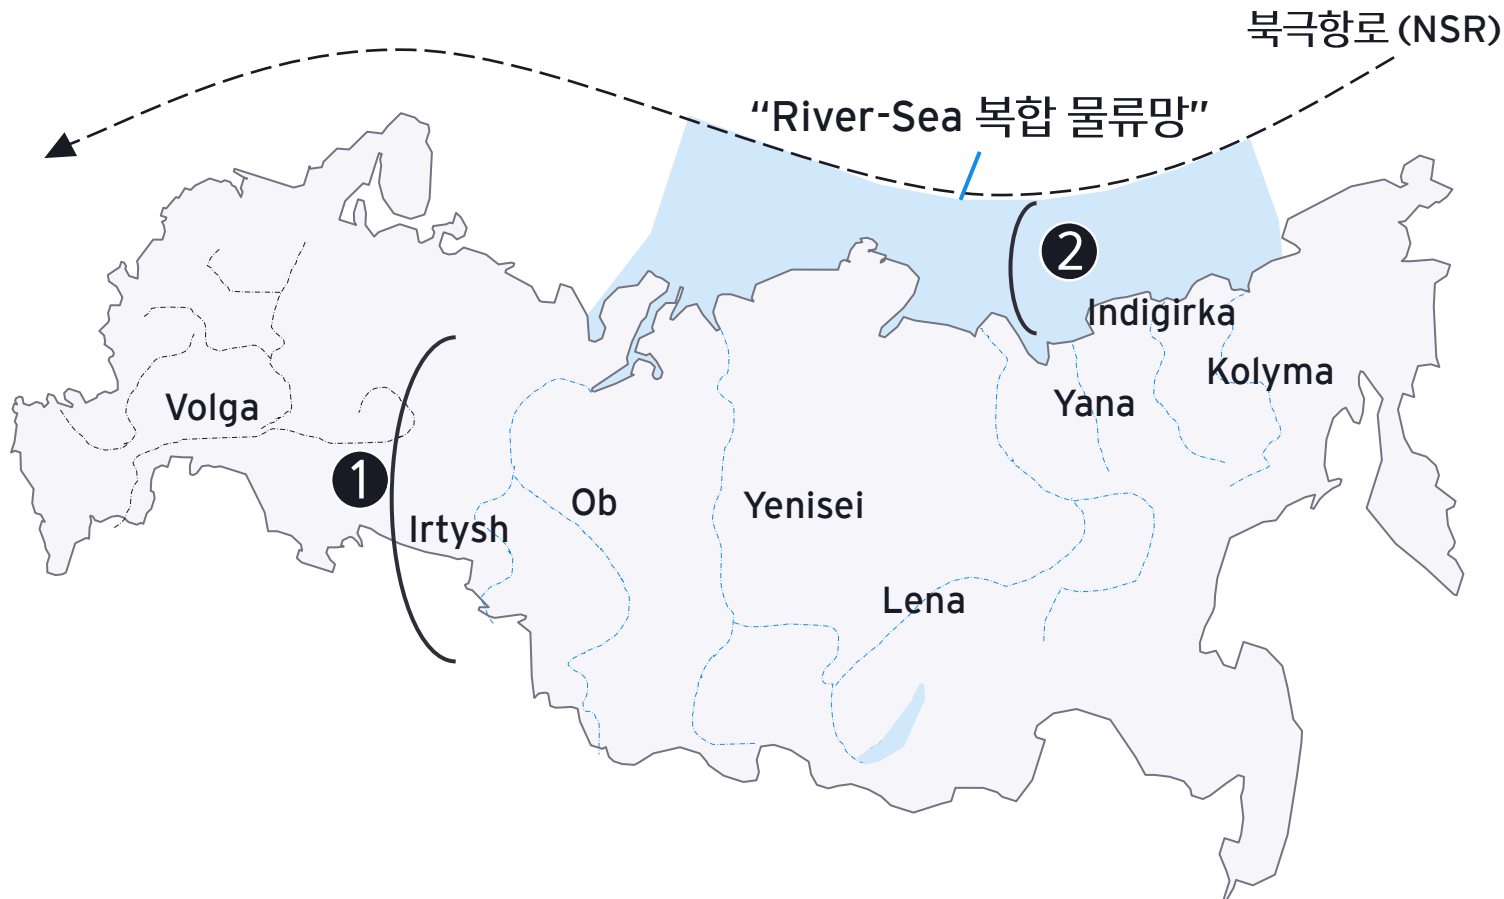 북극항로 (NSR)
“River-Sea 복합 물류망”
2
Indigirka
Kolyma
Yana
Volga
1
Irtysh
Ob
Yenisei
Lena